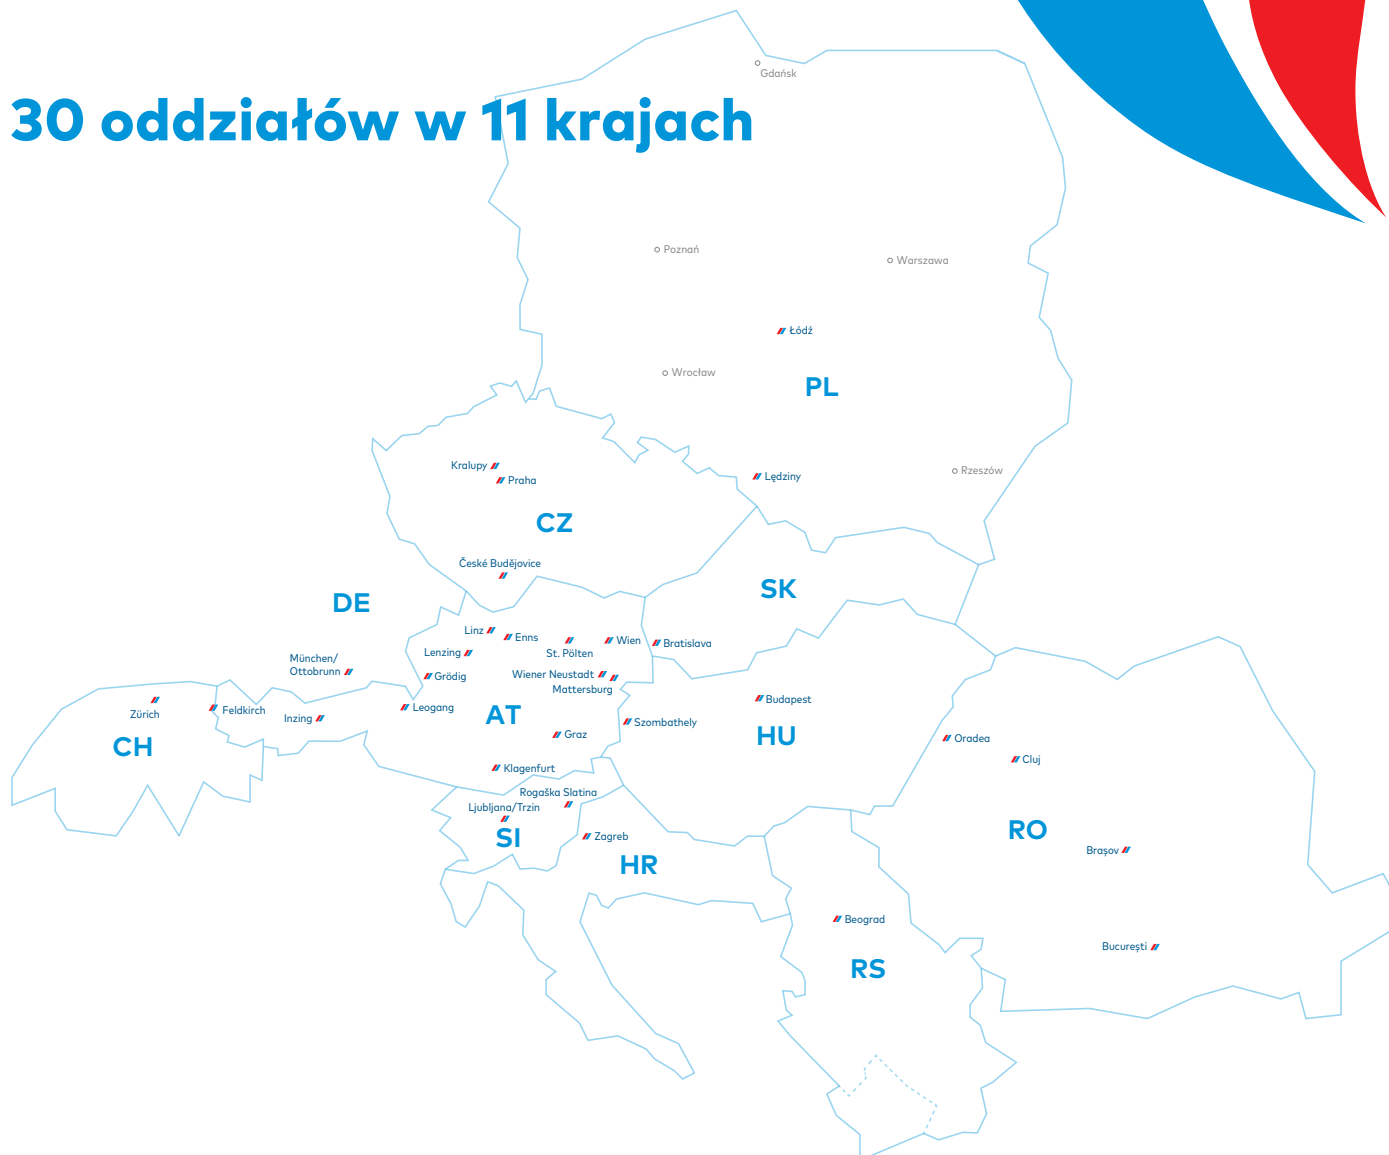 Gdańsk
30 oddziałów w 11 krajach
Poznań
Warszawa
Łódź
Wrocław
PL
Kralupy
Praha
Lędziny
Rzeszów
CZ
České Budějovice
DE
SK
Linz
Enns
St. Pölten
Wien
Bratislava
Lenzing
München/
Ottobrunn
Grödig
Wiener Neustadt
Mattersburg
Zürich
Feldkirch
Inzing
Leogang
AT
Szombathely
Budapest
HU
CH
Graz
Oradea
Cluj
Klagenfurt
Rogaška Slatina
Ljubljana/Trzin
SI
Zagreb
HR
RO
Brașov
Beograd
București
RS